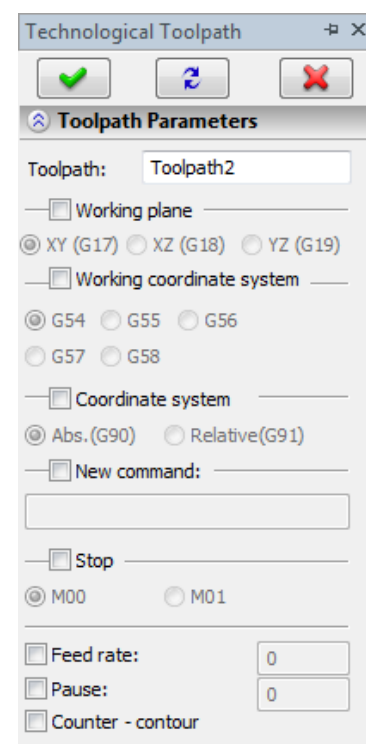 Technological Toolpath
Toolpath Parameters
Toolpath: Toolpath2
Working plane
XY (G17) XZ (G18) YZ (G19)
Working coordinate system
G54 G55 G56
G57 G58
Coordinate system
Abs.(G90) Relative(G91)
New command:
Stop
M00 M01
Feed rate: 0
Pause: 0
Counter - contour